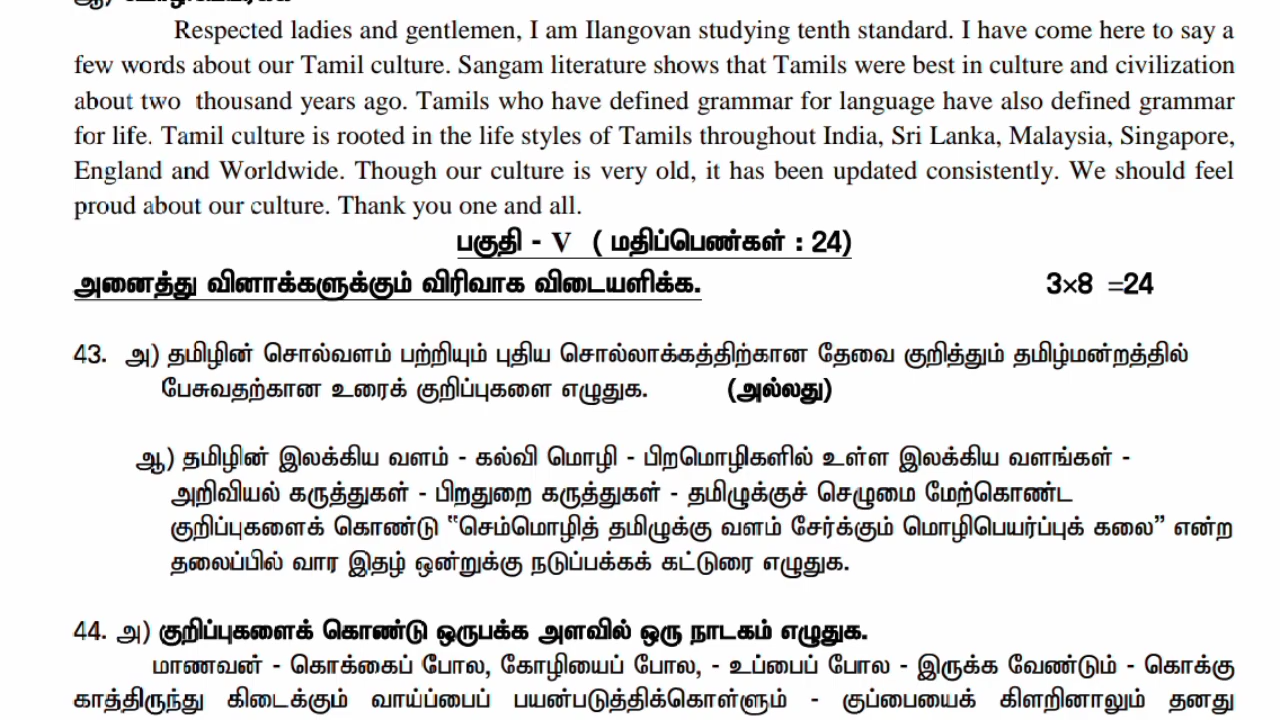 Respected ladies and gentlemen, I am Ilangovan studying tenth standard. I have come here to say a
few words about our Tamil culture. Sangam literature shows that Tamils were best in culture and civilization
about two thousand years ago. Tamils who have defined grammar for language have also defined grammar
for life. Tamil culture is rooted in the life styles of Tamils throughout India, Sri Lanka, Malaysia, Singapore,
England and Worldwide. Though our culture is very old, it has been updated consistently. We should feel
proud about our culture. Thank you one and all.
பகுதி - V ( மதிப்பெண்கள் : 24)
அனைத்து வினாக்களுக்கும் விரிவாக விடையளிக்க. 3×8 =24
43. அ) தமிழின் சொல்வளம் பற்றியும் புதிய சொல்லாக்கத்திற்கான தேவை குறித்தும் தமிழ்மன்றத்தில்
பேசுவதற்கான உரைக் குறிப்புகளை எழுதுக. (அல்லது)
ஆ) தமிழின் இலக்கிய வளம் - கல்வி மொழி - பிறமொழிகளில் உள்ள இலக்கிய வளங்கள் -
அறிவியல் கருத்துகள் - பிறதுறை கருத்துகள் - தமிழுக்குச் செழுமை மேற்கொண்ட
குறிப்புகளைக் கொண்டு “செம்மொழித் தமிழுக்கு வளம் சேர்க்கும் மொழிபெயர்ப்புக் கலை” என்ற
தலைப்பில் வார இதழ் ஒன்றுக்கு நடுப்பக்கக் கட்டுரை எழுதுக.
44. அ) குறிப்புகளைக் கொண்டு ஒருபக்க அளவில் ஒரு நாடகம் எழுதுக.
மாணவன் - கொக்கைப் போல, கோழியைப் போல, - உப்பைப் போல - இருக்க வேண்டும் - கொக்கு
காத்திருந்து கிடைக்கும் வாய்ப்பைப் பயன்படுத்திக்கொள்ளும் - குப்பையைக் கிளறினாலும் தனது